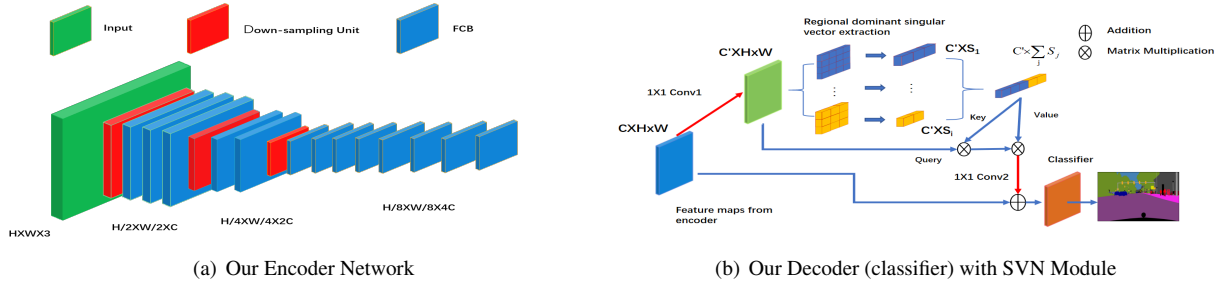 Input
Down-sampling Unit
FCB
HXWX3
H/2XW/2XC
H/4XW/4X2C
H/8XW/8X4C
(a) Our Encoder Network
Regional dominant singular
vector extraction
C'XHxW
C'XS1
Addition
Matrix Multiplication
C'×∑Sj
j
1X1 Conv1
⋮
⋮
CXHxW
C'XSi
Key
Value
Query
Classifier
1X1 Conv2
Feature maps from
encoder
(b) Our Decoder (classifier) with SVN Module